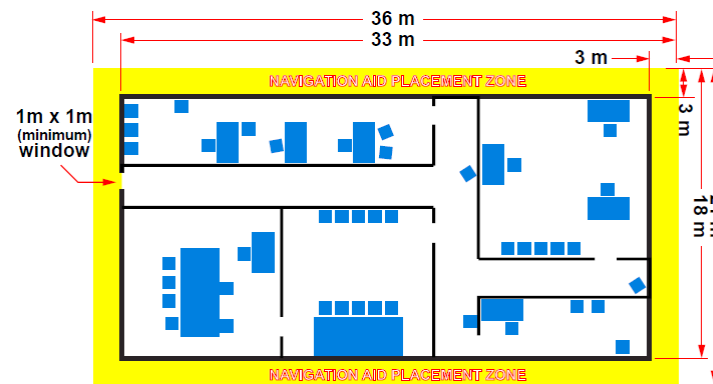 36 m
33 m
3 m
NAVIGATION AID PLACEMENT ZONE
3 m
1m x 1m
(minimum)
window
18 m
NAVIGATION AID PLACEMENT ZONE